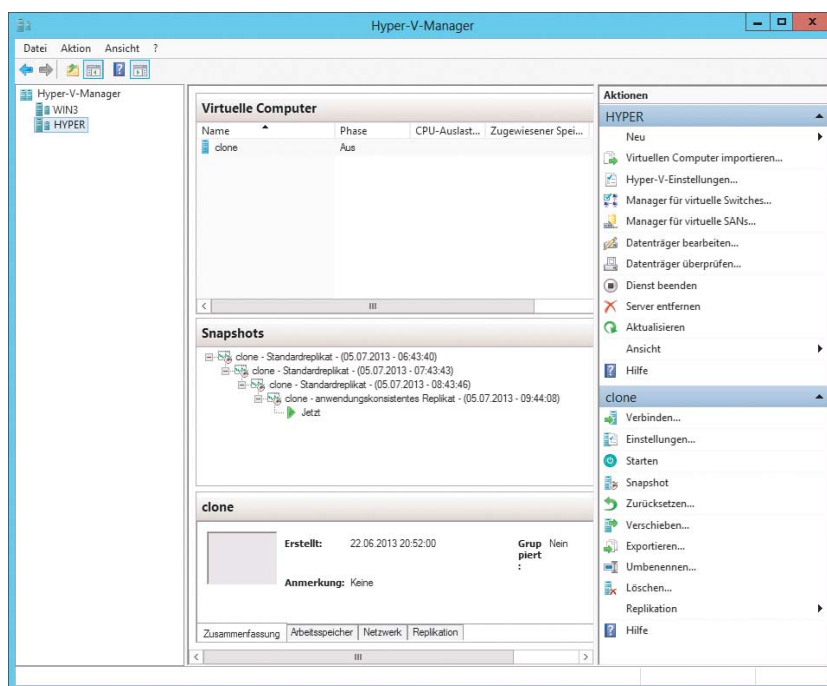 Hyper-V-Manager
Datei Aktion Ansicht ?
Hyper-V-Manager
WIN3
HYPER
Virtuelle Computer
Name Phase CPU-Auslast... Zugewiesener Spei...
clone Aus
Snapshots
clone - Standardreplikat - (05.07.2013 - 06:43:40)
clone - Standardreplikat - (05.07.2013 - 07:43:43)
clone - Standardreplikat - (05.07.2013 - 08:43:46)
clone - anwendungskonsistentes Replikat - (05.07.2013 - 09:44:08)
Jetzt
clone
Erstellt: 22.06.2013 20:52:00 Grup Nein
piert
:
Anmerkung: Keine
Zusammenfassung Arbeitsspeicher Netzwerk Replikation
Aktionen
HYPER
Neu
Virtuellen Computer importieren...
Hyper-V-Einstellungen...
Manager für virtuelle Switches...
Manager für virtuelle SANs...
Datenträger bearbeiten...
Datenträger überprüfen...
Dienst beenden
Server entfernen
Aktualisieren
Ansicht
Hilfe
clone
Verbinden...
Einstellungen...
Starten
Snapshot
Zurücksetzen...
Verschieben...
Exportieren...
Umbenennen...
Löschen...
Replikation
Hilfe